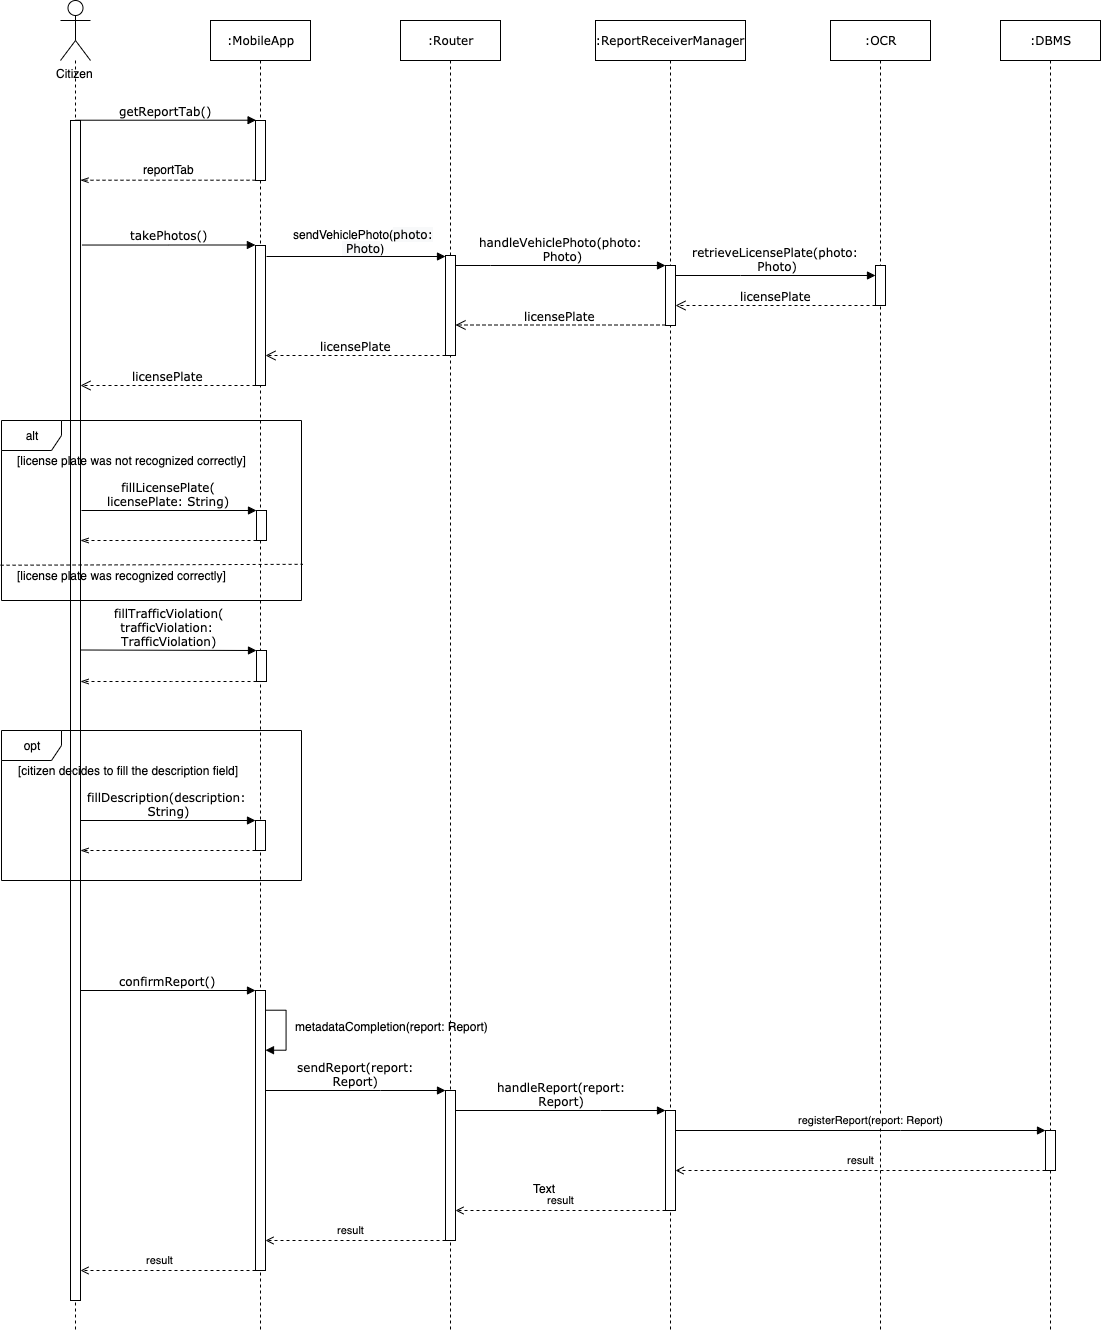 Citizen
:MobileApp
:Router
:ReportReceiverManager
:OCR
:DBMS
getReportTab()
reportTab
takePhotos()
sendVehiclePhoto(photo:
Photo)
handleVehiclePhoto(photo:
Photo)
retrieveLicensePlate(photo:
Photo)
licensePlate
licensePlate
licensePlate
licensePlate
alt
[license plate was not recognized correctly]
fillLicensePlate(
licensePlate: String)
[license plate was recognized correctly]
fillTrafficViolation(
trafficViolation:
TrafficViolation)
opt
[citizen decides to fill the description field]
fillDescription(description:
String)
confirmReport()
metadataCompletion(report: Report)
sendReport(report:
Report)
handleReport(report:
Report)
registerReport(report: Report)
result
Text
result
result
result